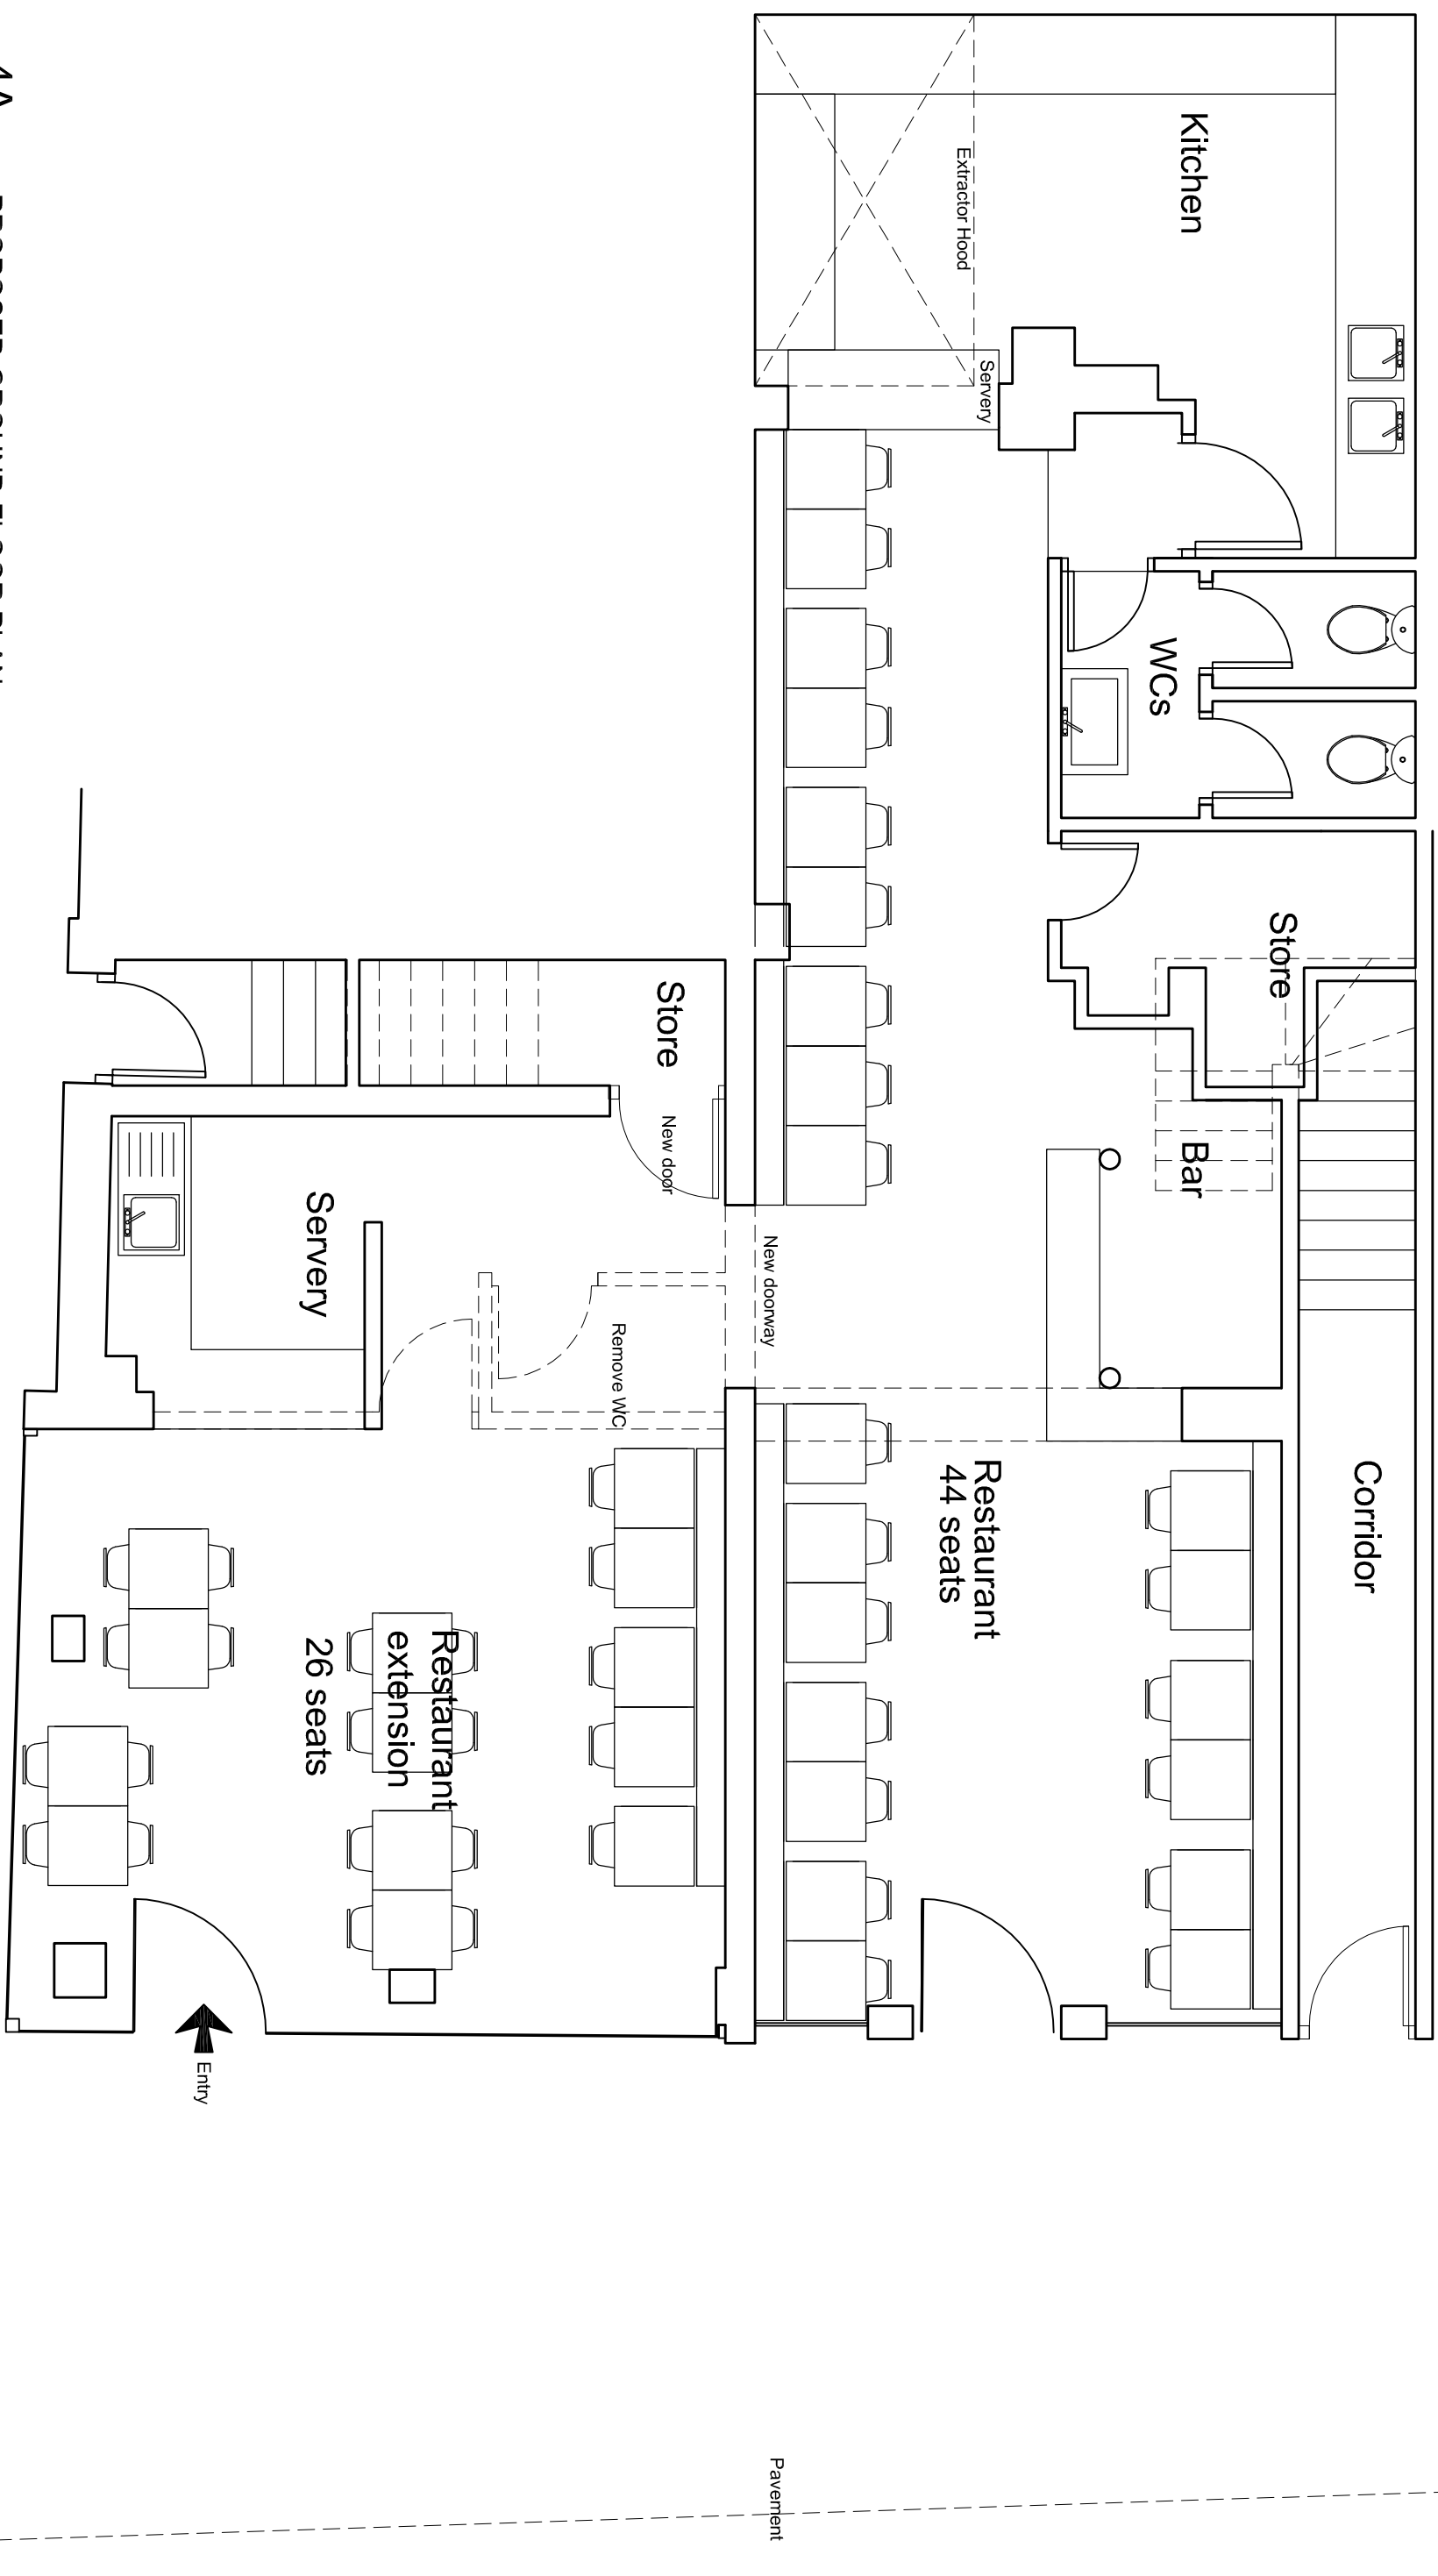 Corridor
Store
Kitchen
Bar
WCs
Servery
Restaurant
44 seats
Extractor Hood
New doorway
Pavement
Store
New door
Remove WC
Restaurant
extension
26 seats
Servery
Entry